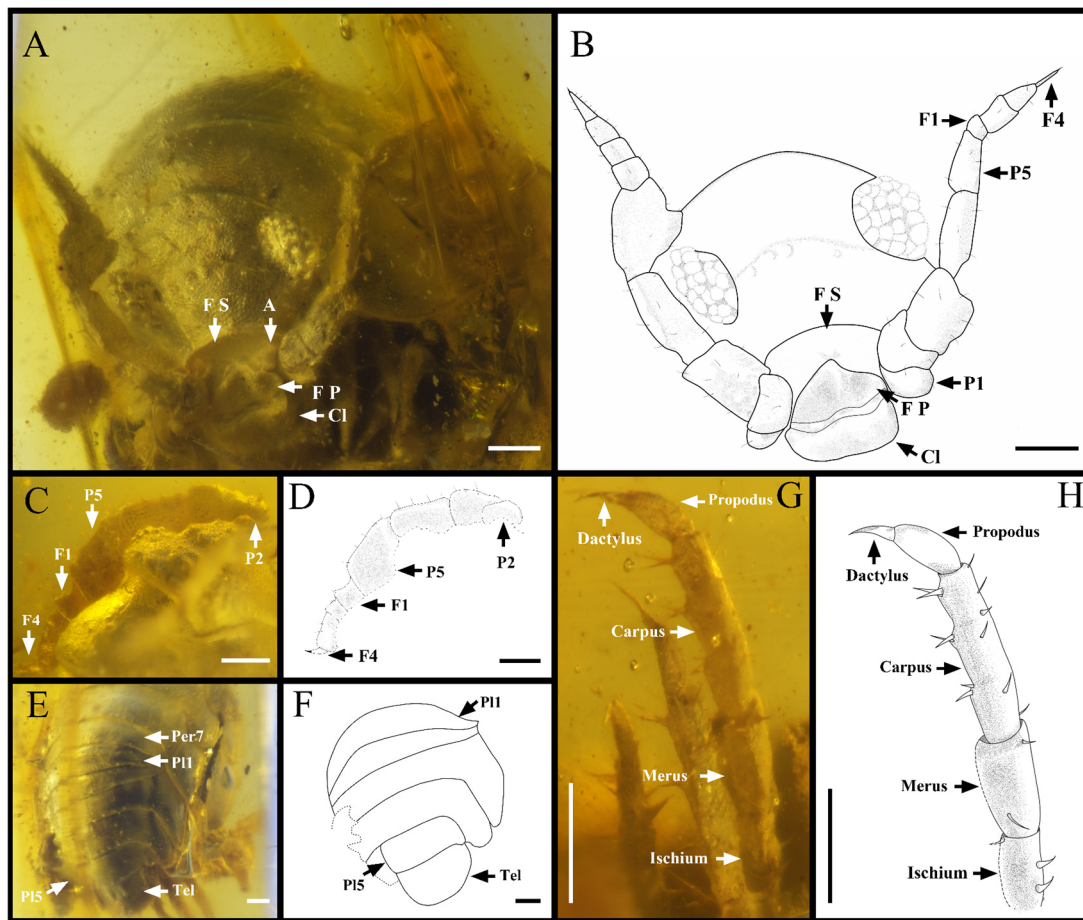 A
F S
A
F P
Cl
B
F1
F4
P5
F S
P1
F P
Cl
C
P5
F1
P2
F4
D
P2
P5
F1
F4
E
Per7
Pl1
Pl5
Tel
F
Pl1
Pl5
Tel
G
Propodus
Dactylus
Carpus
Merus
Ischium
H
Propodus
Dactylus
Carpus
Merus
Ischium